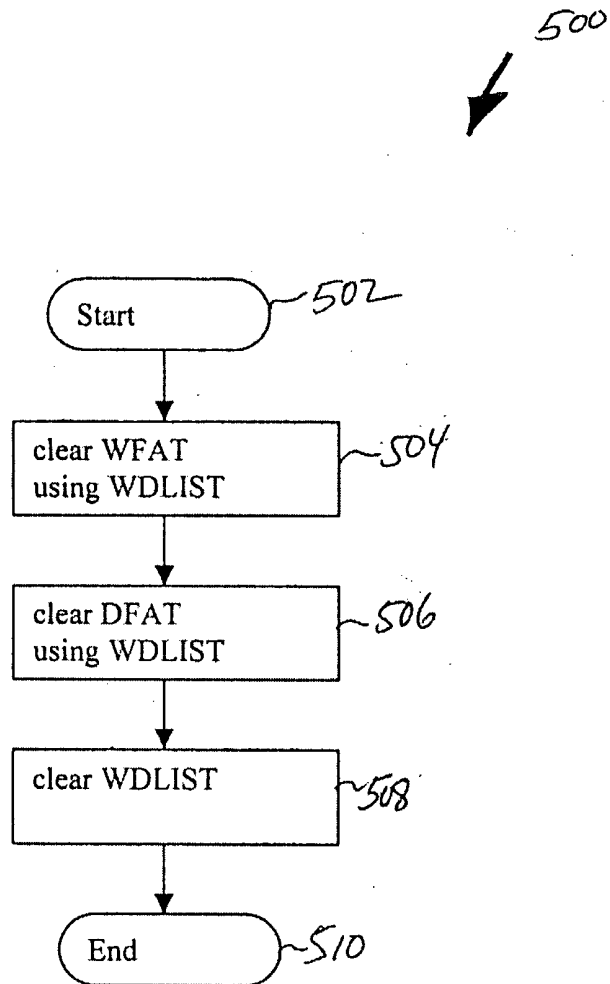 500
Start
502
clear WFAT
using WDLIST
504
clear DFAT
using WDLIST
506
clear WDLIST
508
End
510